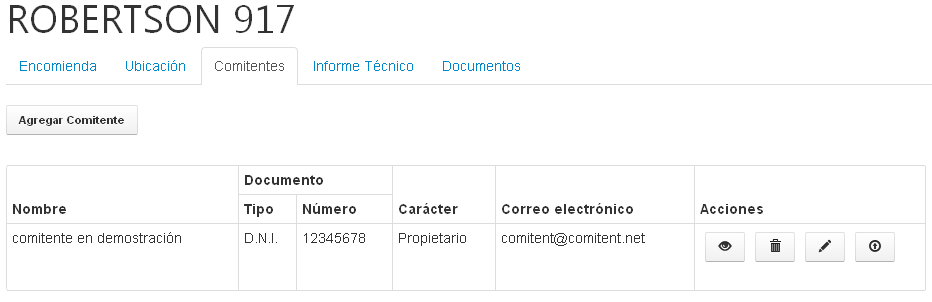 ROBERTSON 917
Encomienda Ubicación Comitentes Informe Técnico Documentos
Agregar Comitente
Documento
Nombre Tipo Número Carácter Correo electrónico Acciones
comitente en demostración D.N.I. 12345678 Propietario comitent@comitent.net